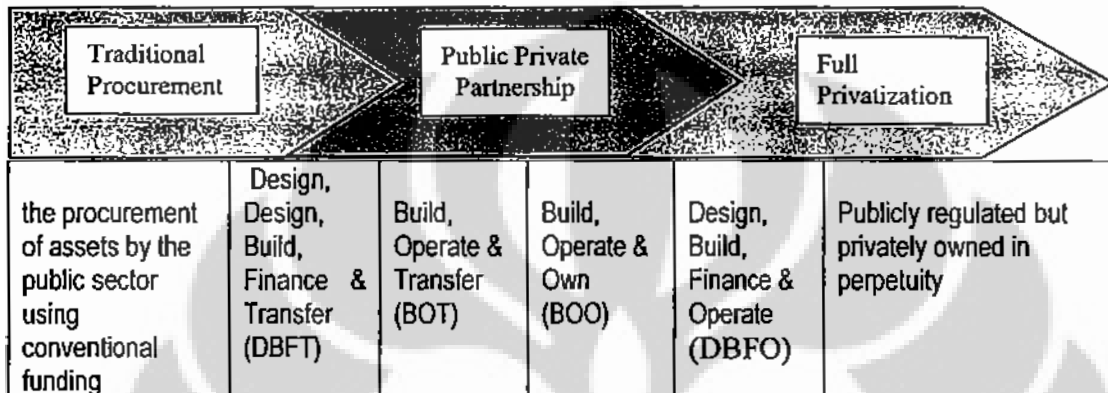 Traditional
Procurement
Public Private
Partnership
Full
Privatization
the procurement
of assets by the
public sector
using
conventional
funding
Design,
Design,
Build,
Finance &
Transfer
(DBFT)
Build,
Operate &
Transfer
(BOT)
Build,
Operate &
Own
(BOO)
Design,
Build,
Finance &
Operate
(DBFO)
Publicly regulated but
privately owned in
perpetuity